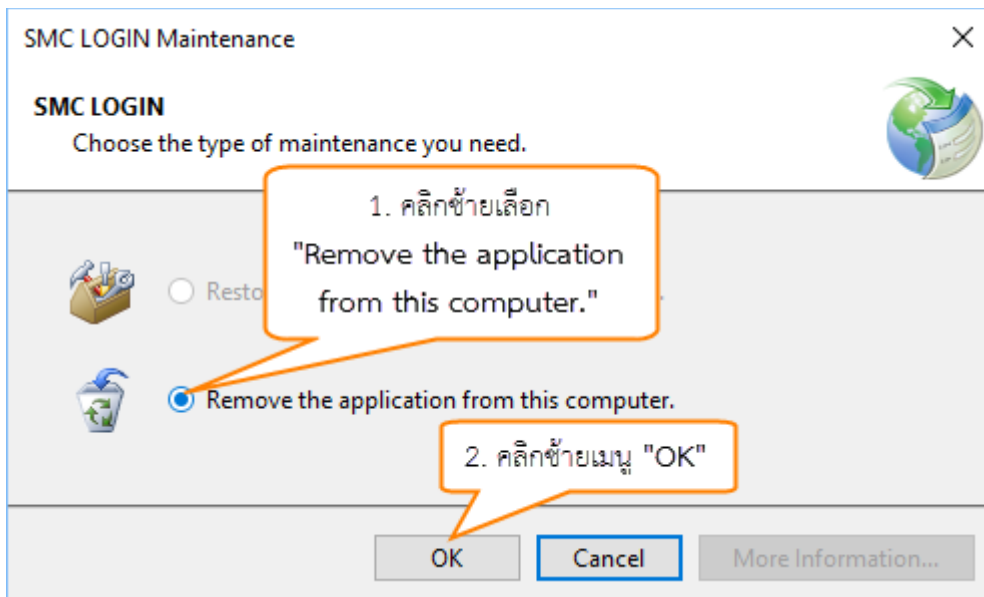 SMC LOGIN Maintenance
SMC LOGIN
Choose the type of maintenance you need.
1. คลิกซ้ายเลือก
"Remove the application
from this computer."
Remove the application from this computer.
2. คลิกซ้ายเมนู "OK"
OK
Cancel
More Information...